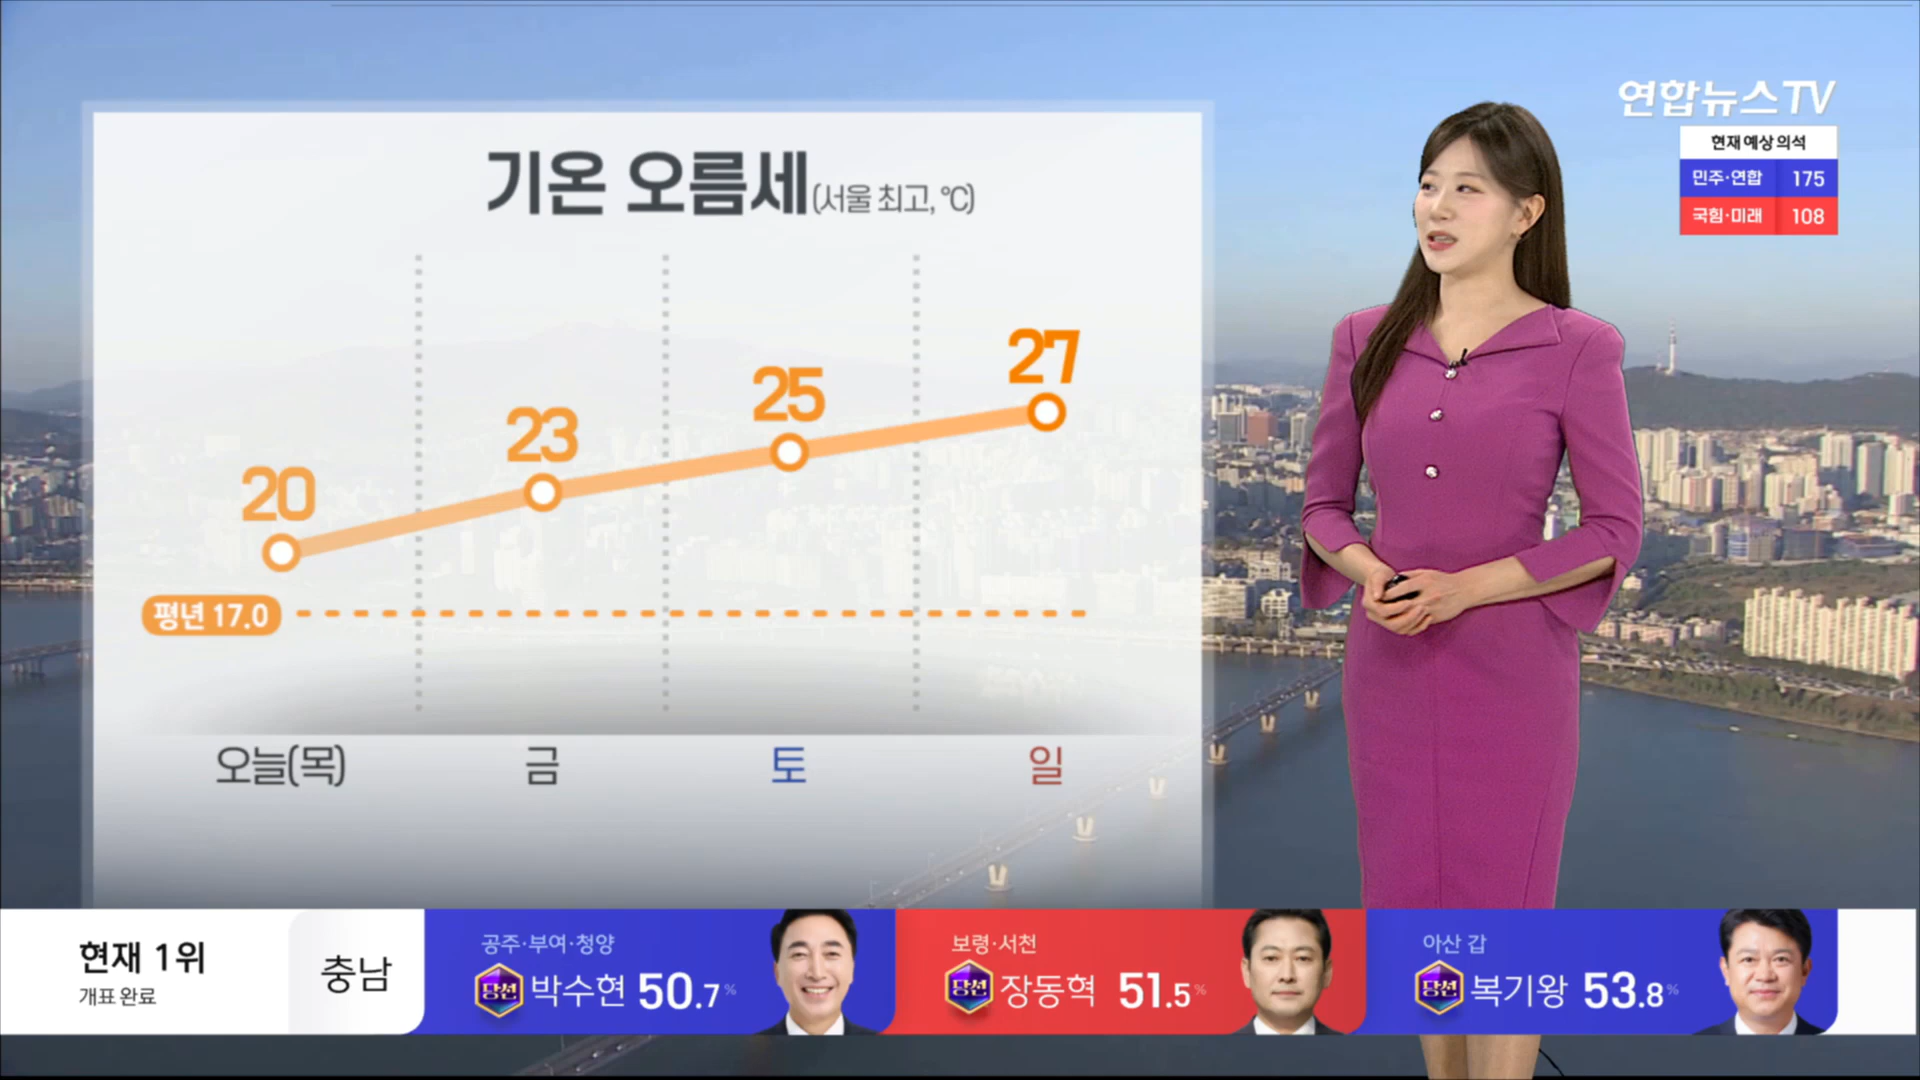 연합뉴스TV
현재 예상 의석
민주·연합 175
국힘·미래 108
기온 오름세(서울 최고, ℃)
20
23
25
27
평년 17.0
오늘(목) 금 토 일
현재 1위
개표 완료
충남
공주·부여·청양
당선 박수현 50.7%
보령·서천
당선 장동혁 51.5%
아산 갑
당선 복기왕 53.8%